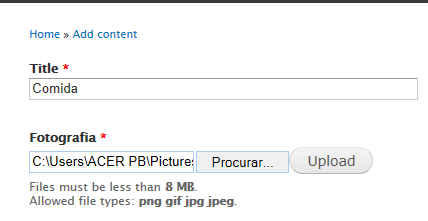 Home » Add content
Title *
Comida
Fotografia *
C:\Users\ACER PB\Pictures Procurar... Upload
Files must be less than 8 MB.
Allowed file types: png gif jpg jpeg.